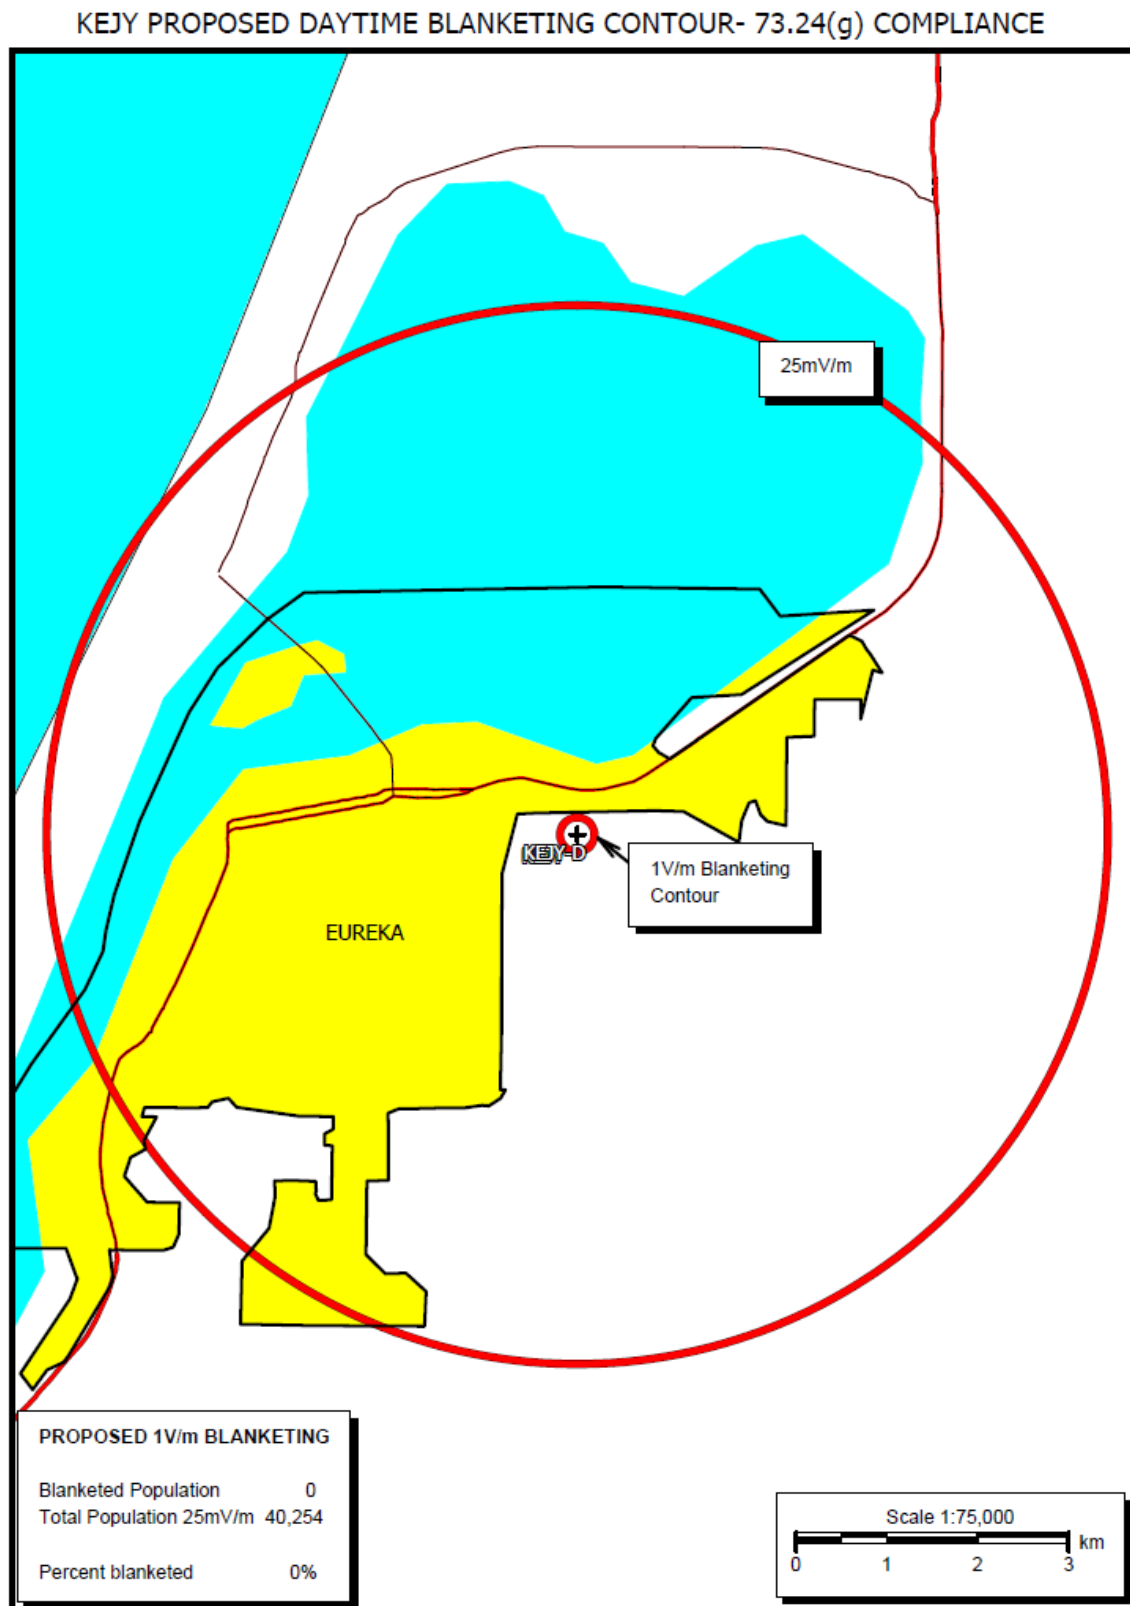 KEJY PROPOSED DAYTIME BLANKETING CONTOUR- 73.24(g) COMPLIANCE
25mV/m
KEJY-D
1V/m Blanketing
Contour
EUREKA
PROPOSED 1V/m BLANKETING
Blanketed Population 0
Total Population 25mV/m 40,254
Percent blanketed 0%
Scale 1:75,000
km
0 1 2 3